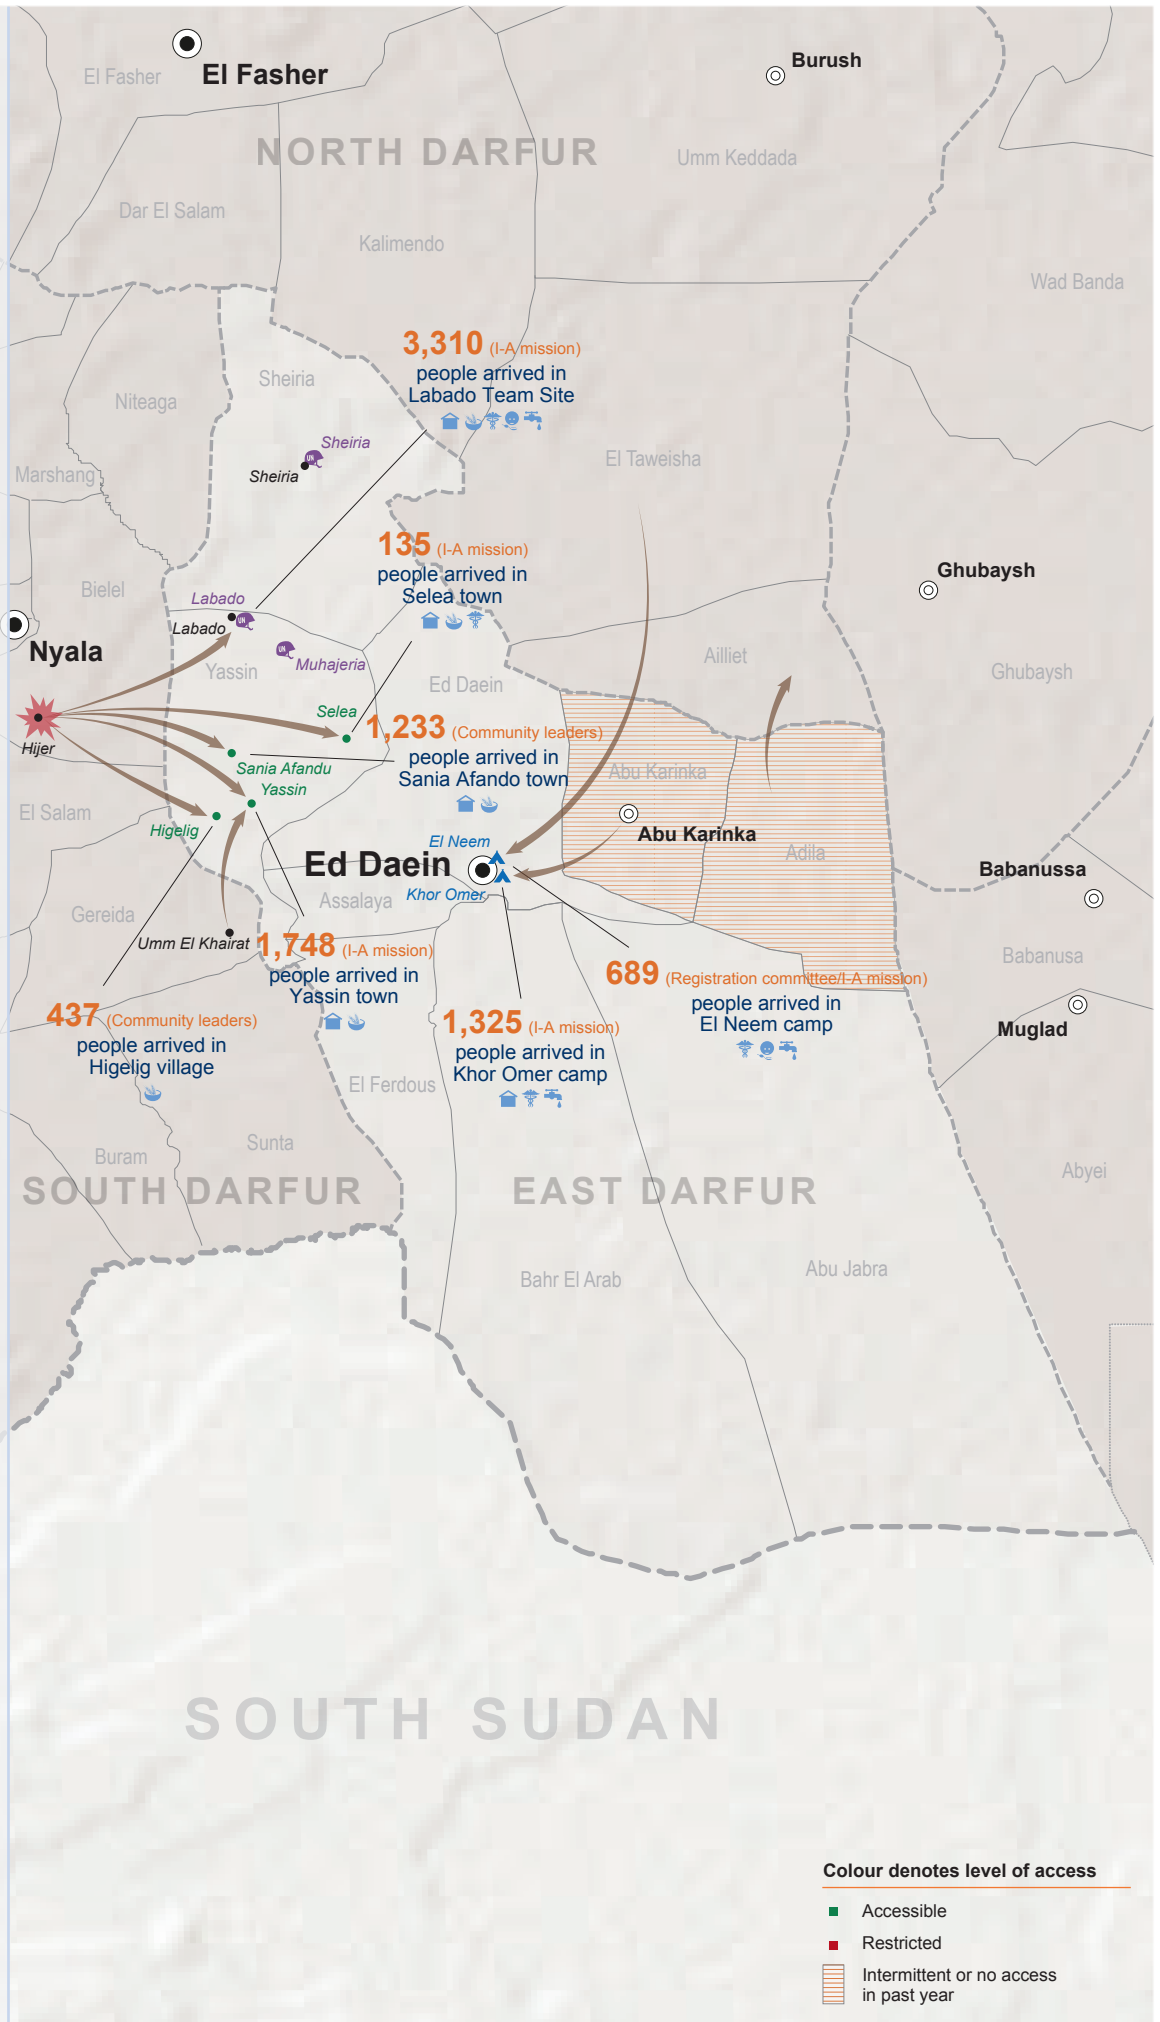 El Fasher
El Fasher
Burush
NORTH DARFUR
Umm Keddada
Dar El Salam
Kalimendo
Wad Banda
3,310 (I-A mission)
people arrived in
Labado Team Site
Sheiria
Niteaga
Sheiria
UN
Sheiria
Marshang
El Taweisha
135 (I-A mission)
people arrived in
Selea town
Ghubaysh
Bielel
Labado
UN
Labado
Nyala
UN
Muhajeria
Yassin
Ailliet
Ghubaysh
Ed Daein
Selea
1,233 (Community leaders)
people arrived in
Sania Afando town
Hijer
Sania Afandu
Yassin
Abu Karinka
El Salam
Higelig
Abu Karinka
El Neem
Adila
Ed Daein
Khor Omer
Babanussa
Assalaya
Gereida
Umm El Khairat
1,748 (I-A mission)
people arrived in
Yassin town
Babanusa
689 (Registration committee/I-A mission)
people arrived in
El Neem camp
437 (Community leaders)
people arrived in
Higelig village
1,325 (I-A mission)
people arrived in
Khor Omer camp
Muglad
El Ferdous
Sunta
Buram
Abyei
SOUTH DARFUR
EAST DARFUR
Bahr El Arab
Abu Jabra
SOUTH SUDAN
Colour denotes level of access
Accessible
Restricted
Intermittent or no access
in past year